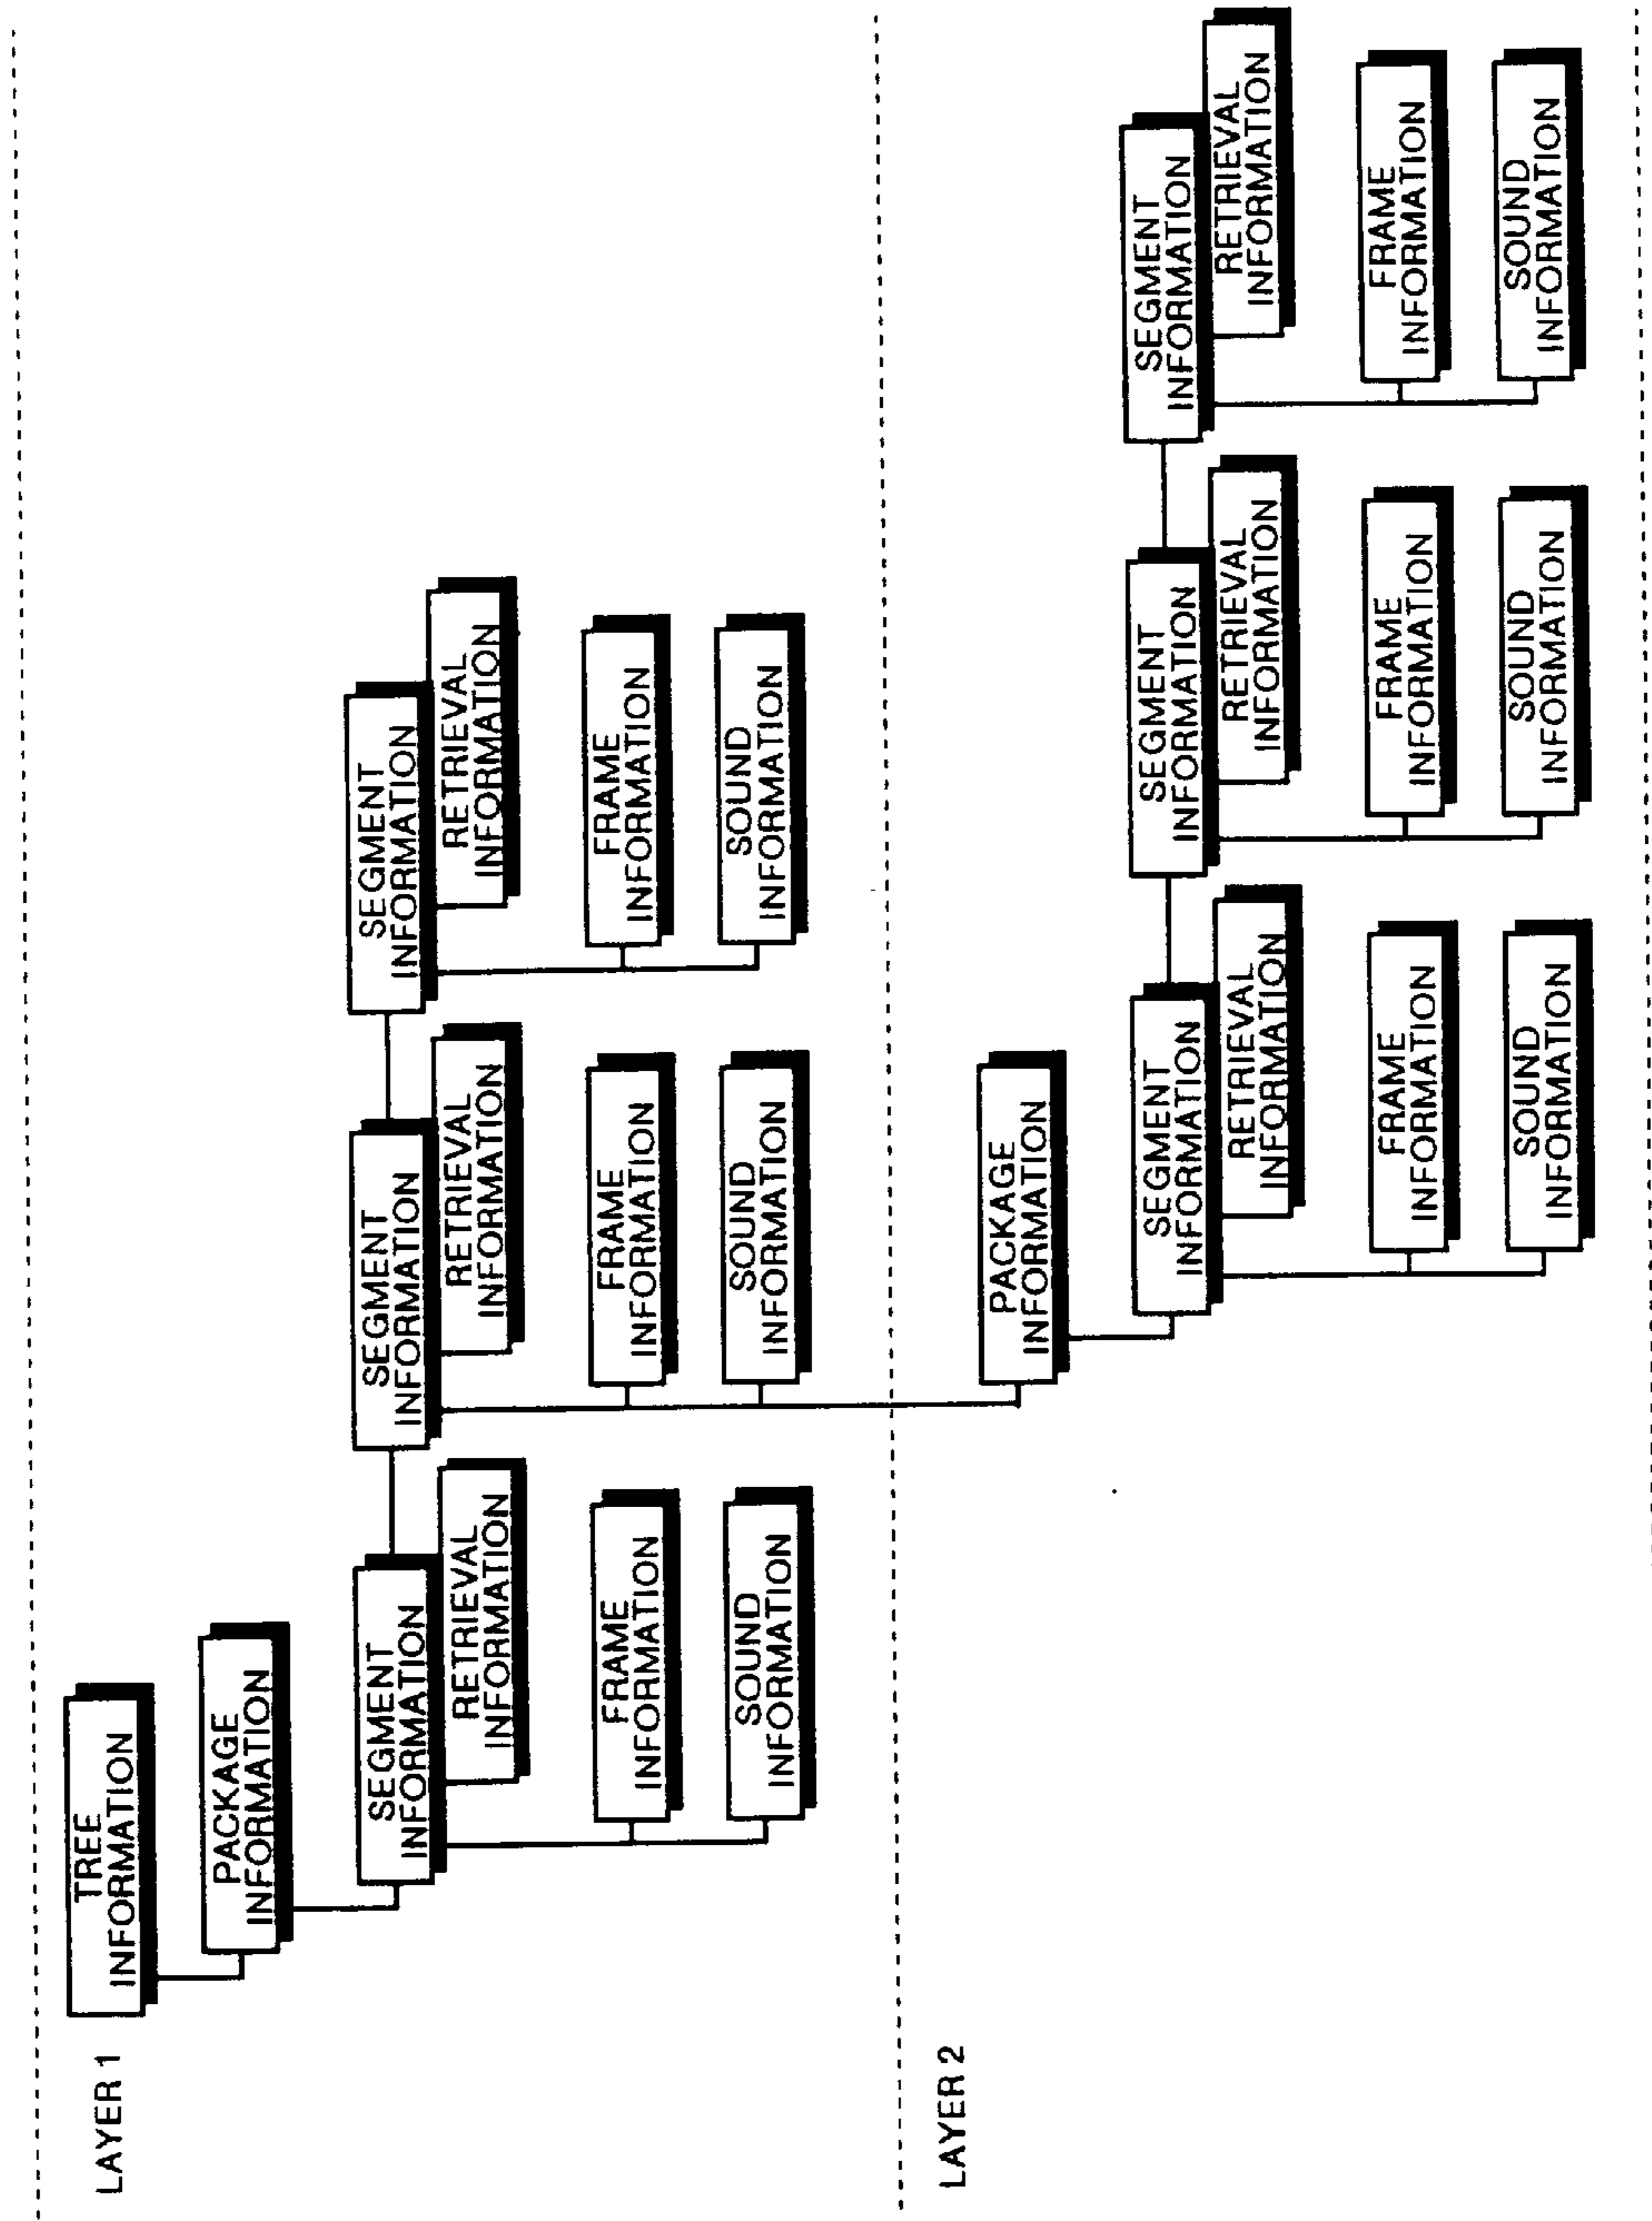 LAYER 1
TREE
INFORMATION
PACKAGE
INFORMATION
SEGMENT
INFORMATION
RETRIEVAL
INFORMATION
FRAME
INFORMATION
SOUND
INFORMATION
SEGMENT
INFORMATION
RETRIEVAL
INFORMATION
FRAME
INFORMATION
SOUND
INFORMATION
SEGMENT
INFORMATION
RETRIEVAL
INFORMATION
FRAME
INFORMATION
SOUND
INFORMATION
LAYER 2
PACKAGE
INFORMATION
SEGMENT
INFORMATION
RETRIEVAL
INFORMATION
FRAME
INFORMATION
SOUND
INFORMATION
SEGMENT
INFORMATION
RETRIEVAL
INFORMATION
FRAME
INFORMATION
SOUND
INFORMATION
SEGMENT
INFORMATION
RETRIEVAL
INFORMATION
FRAME
INFORMATION
SOUND
INFORMATION